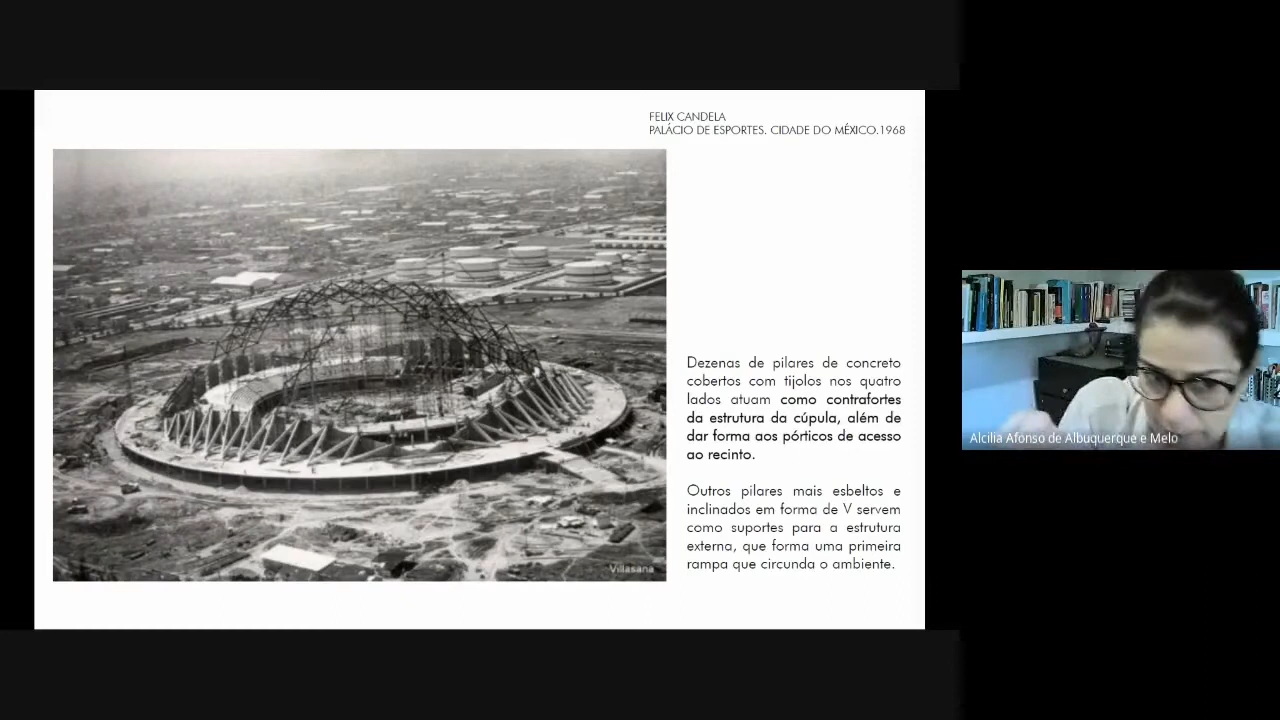 FELIX CANDELA
PALÁCIO DE ESPORTES. CIDADE DO MÉXICO.1968
Dezenas de pilares de concreto
cobertos com tijolos nos quatro
lados atuam como contrafortes
da estrutura da cúpula, além de
dar forma aos pórticos de acesso
ao recinto.
Outros pilares mais esbeltos e
inclinados em forma de V servem
como suportes para a estrutura
externa, que forma uma primeira
rampa que circunda o ambiente.
Villasana
Alcilia Afonso de Albuquerque e Melo